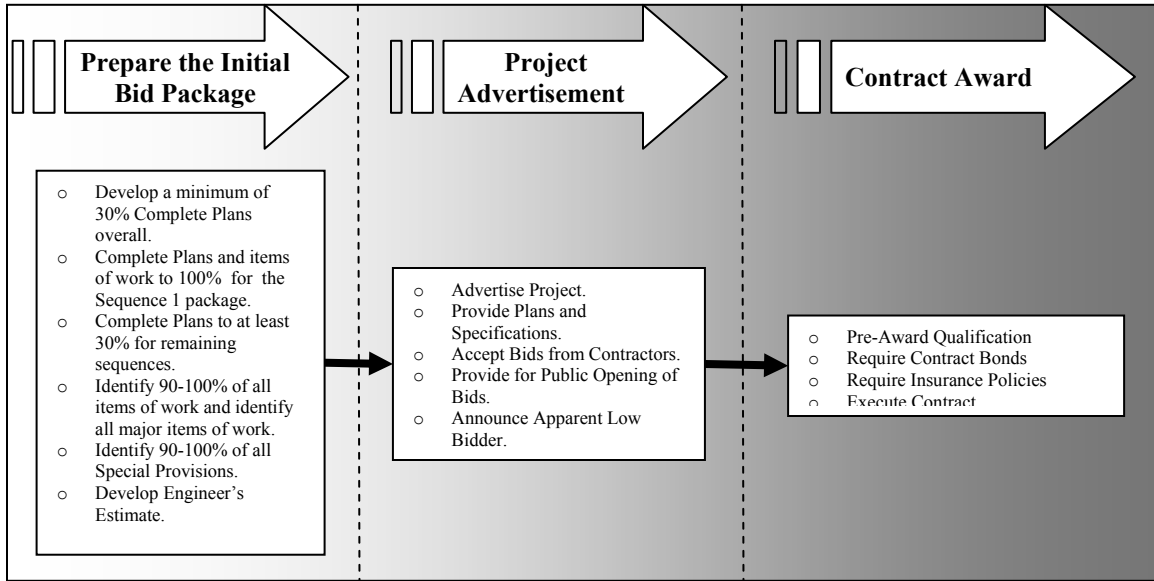 Prepare the Initial
Bid Package
Project
Advertisement
Contract Award
o Develop a minimum of
30% Complete Plans
overall.
o Complete Plans and items
of work to 100% for the
Sequence 1 package.
o Complete Plans to at least
30% for remaining
sequences.
o Identify 90-100% of all
items of work and identify
all major items of work.
o Identify 90-100% of all
Special Provisions.
o Develop Engineer’s
Estimate.
o Advertise Project.
o Provide Plans and
Specifications.
o Accept Bids from Contractors.
o Provide for Public Opening of
Bids.
o Announce Apparent Low
Bidder.
o Pre-Award Qualification
o Require Contract Bonds
o Require Insurance Policies
o Execute Contract